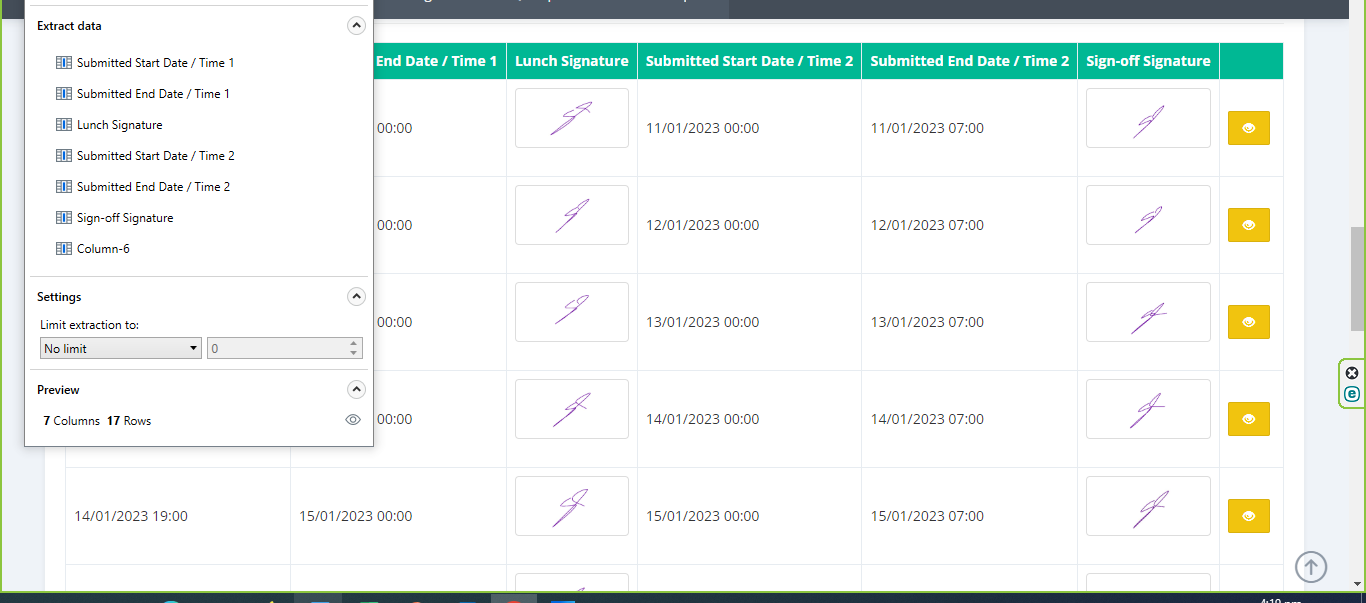 Extract data
Submitted Start Date / Time 1
Submitted End Date / Time 1
Lunch Signature
Submitted Start Date / Time 2
Submitted End Date / Time 2
Sign-off Signature
Column-6
Settings
Limit extraction to:
No limit 0
Preview
7 Columns 17 Rows
End Date / Time 1 Lunch Signature Submitted Start Date / Time 2 Submitted End Date / Time 2 Sign-off Signature
00:00 11/01/2023 00:00 11/01/2023 07:00
00:00 12/01/2023 00:00 12/01/2023 07:00
00:00 13/01/2023 00:00 13/01/2023 07:00
00:00 14/01/2023 00:00 14/01/2023 07:00
14/01/2023 19:00 15/01/2023 00:00 15/01/2023 00:00 15/01/2023 07:00